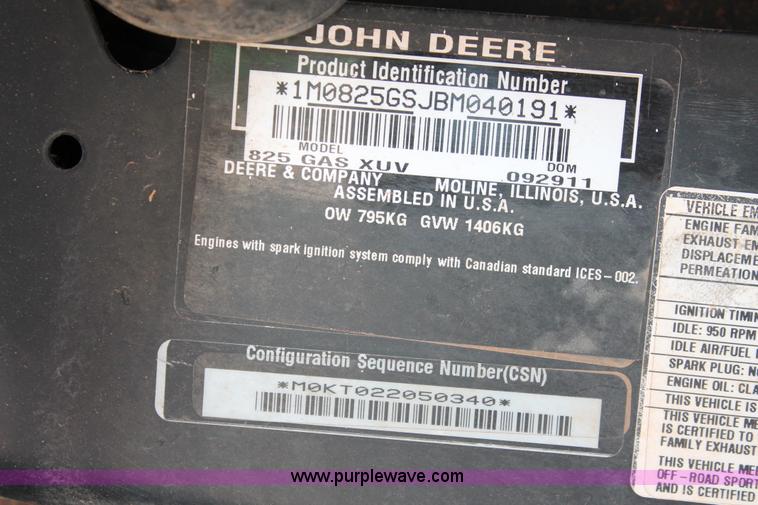 JOHN DEERE
Product Identification Number
*1M0825GSJBM040191*
MODEL DOM
825 GAS XUV 092911
DEERE & COMPANY MOLINE, ILLINOIS, U.S.A.
ASSEMBLED IN U.S.A.
OW 795KG GVW 1406KG
Engines with spark ignition system comply with Canadian standard ICES-002.
Configuration Sequence Number(CSN)
*M0KT022050340*
VEHICLE EM
ENGINE FAM
EXHAUST EM
DISPLACEME
PERMEATION
IGNITION TIMIN
IDLE: 950 RPM
IDLE AIR/FUEL
SPARK PLUG: N
ENGINE OIL: CLA
THIS VEHICLE IS
THIS VEHICLE ME
IS CERTIFIED TO
FAMILY EXHAUST
THIS VEHICLE MEE
OFF-ROAD SPORT
AND IS CERTIFIED
www.purplewave.com